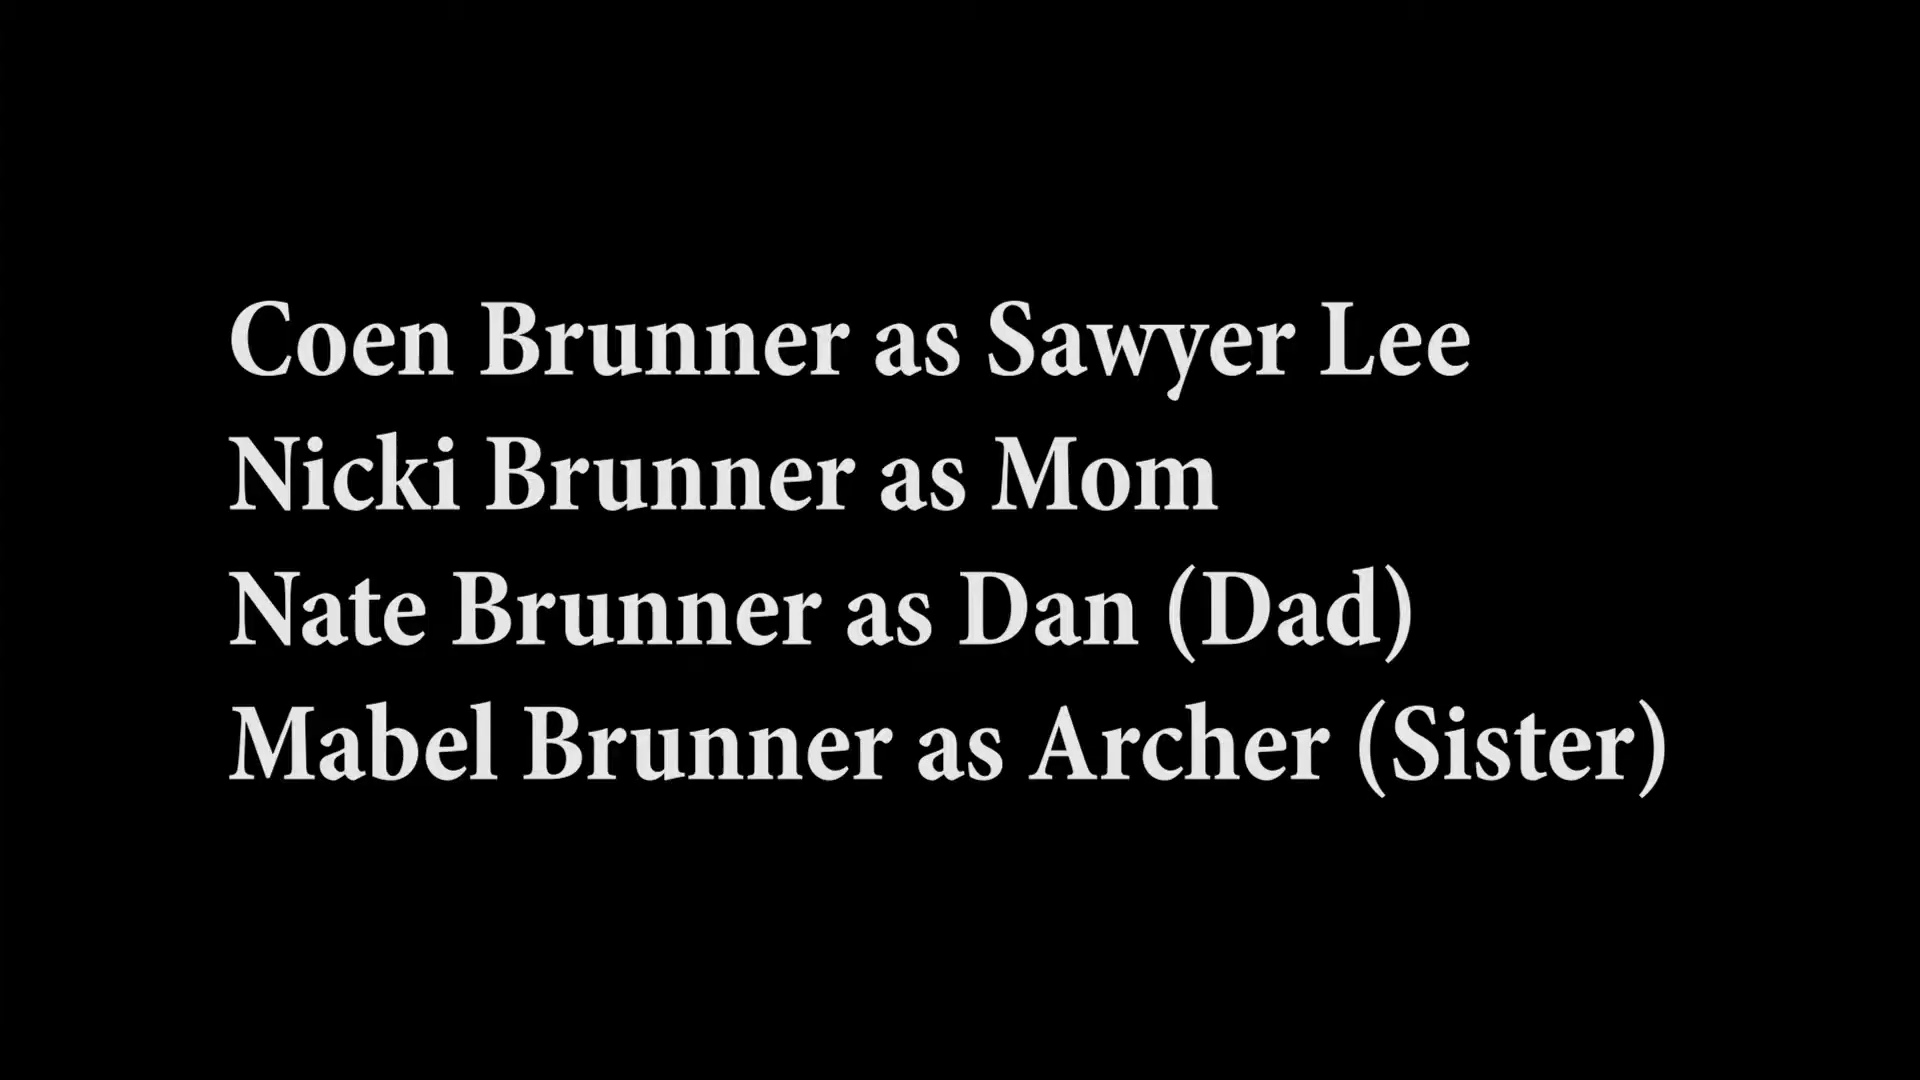 Coen Brunner as Sawyer Lee
Nicki Brunner as Mom
Nate Brunner as Dan (Dad)
Mabel Brunner as Archer (Sister)